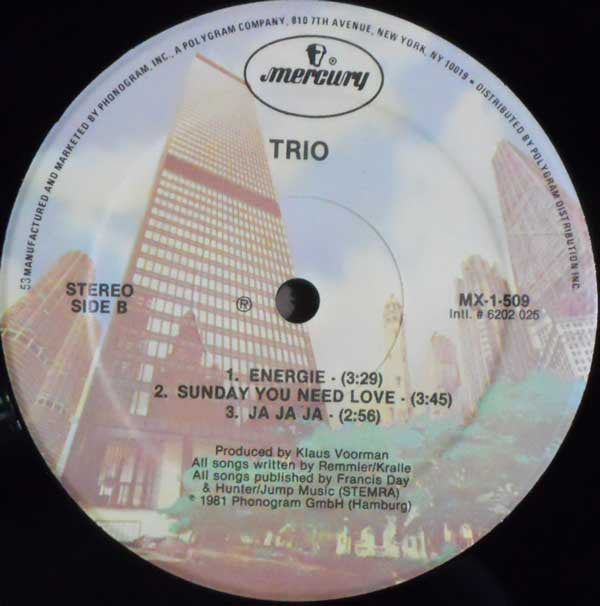 53 MANUFACTURED AND MARKETED BY PHONOGRAM, INC., A POLYGRAM COMPANY, 810 7TH AVENUE, NEW YORK, NY 10019 • DISTRIBUTED BY POLYGRAM DISTRIBUTION INC.
mercury ®
TRIO
STEREO
SIDE B
℗
MX-1-509
Intl. # 6202 025
1. ENERGIE - (3:29)
2. SUNDAY YOU NEED LOVE - (3:45)
3. JA JA JA - (2:56)
Produced by Klaus Voorman
All songs written by Remmler/Kralle
All songs published by Francis Day
& Hunter/Jump Music (STEMRA)
℗ 1981 Phonogram GmbH (Hamburg)